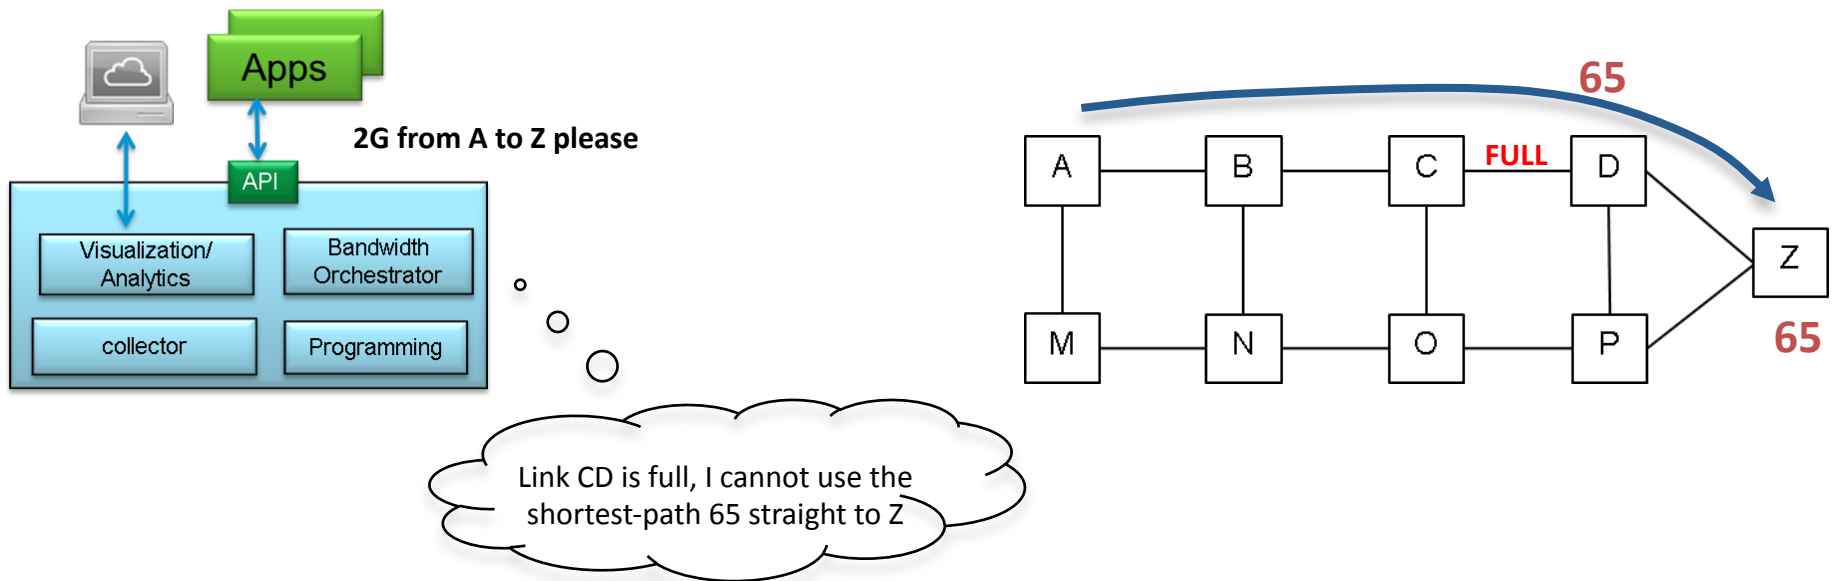 Apps
2G from A to Z please
API
Visualization/
Analytics
Bandwidth
Orchestrator
collector
Programming
Link CD is full, I cannot use the
shortest-path 65 straight to Z
65
A
B
C
FULL
D
Z
M
N
O
P
65